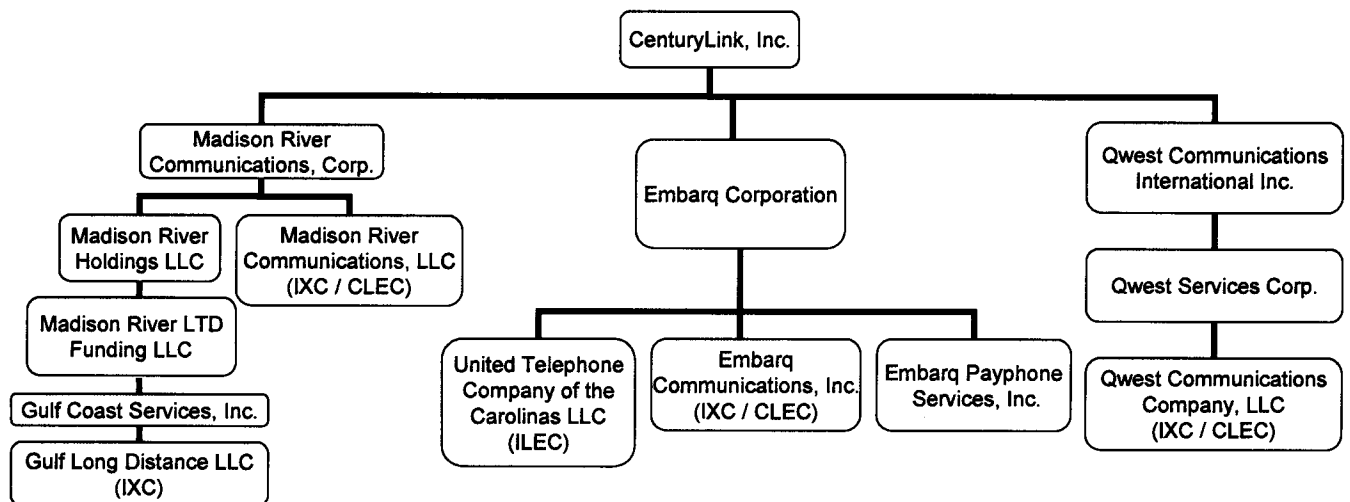 CenturyLink, Inc.
Madison River
Communications, Corp.
Embarq Corporation
Qwest Communications
International Inc.
Madison River
Holdings LLC
Madison River
Communications, LLC
(IXC / CLEC)
Qwest Services Corp.
Madison River LTD
Funding LLC
United Telephone
Company of the
Carolinas LLC
(ILEC)
Embarq
Communications, Inc.
(IXC / CLEC)
Embarq Payphone
Services, Inc.
Qwest Communications
Company, LLC
(IXC / CLEC)
Gulf Coast Services, Inc.
Gulf Long Distance LLC
(IXC)